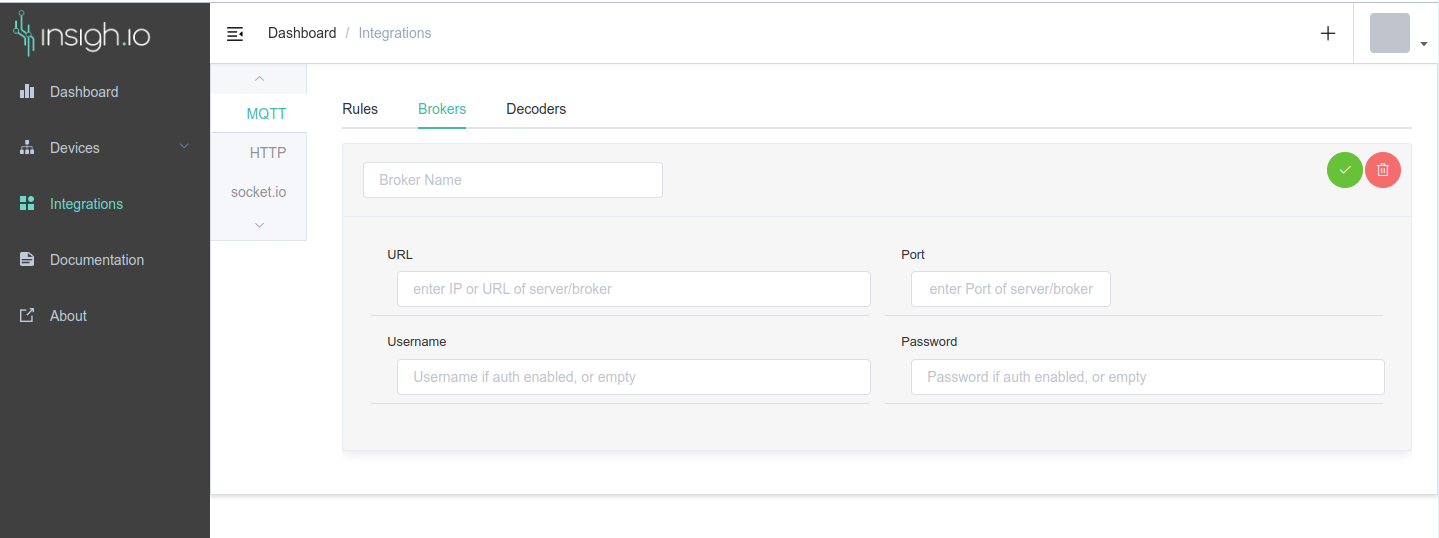 insigh.io
Dashboard / Integrations
Dashboard
Devices
Integrations
Documentation
About
MQTT
HTTP
socket.io
Rules Brokers Decoders
Broker Name
URL Port
enter IP or URL of server/broker enter Port of server/broker
Username Password
Username if auth enabled, or empty Password if auth enabled, or empty